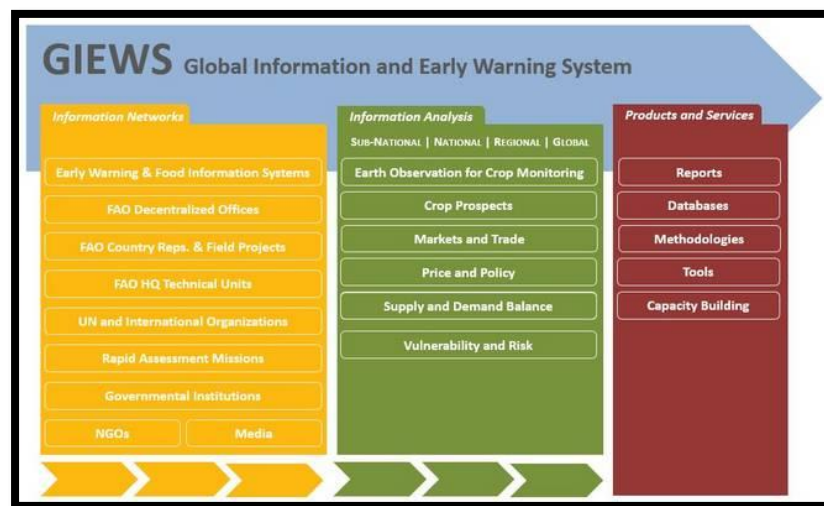 GIEWS Global Information and Early Warning System
Information Networks
Early Warning & Food Information Systems
FAO Decentralized Offices
FAO Country Reps. & Field Projects
FAO HQ Technical Units
UN and International Organizations
Rapid Assessment Missions
Governmental Institutions
NGOs
Media
Information Analysis
SUB-NATIONAL | NATIONAL | REGIONAL | GLOBAL
Earth Observation for Crop Monitoring
Crop Prospects
Markets and Trade
Price and Policy
Supply and Demand Balance
Vulnerability and Risk
Products and Services
Reports
Databases
Methodologies
Tools
Capacity Building